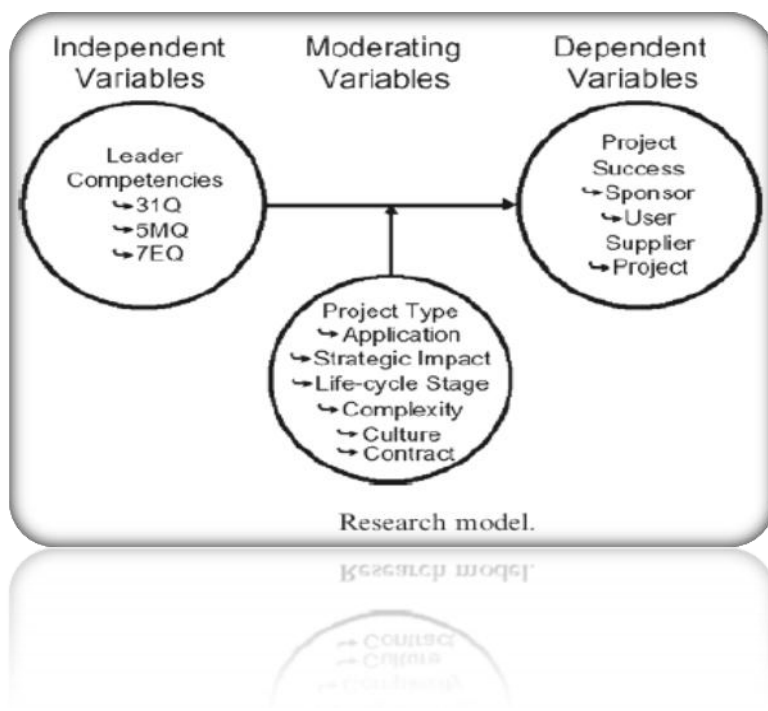 Independent
Variables
Moderating
Variables
Dependent
Variables
Leader
Competencies
↪31Q
↪5MQ
↪7EQ
Project
Success
↪Sponsor
↪User
Supplier
↪Project
Project Type
↪Application
↪Strategic Impact
↪Life-cycle Stage
↪Complexity
↪Culture
↪Contract
Research model.